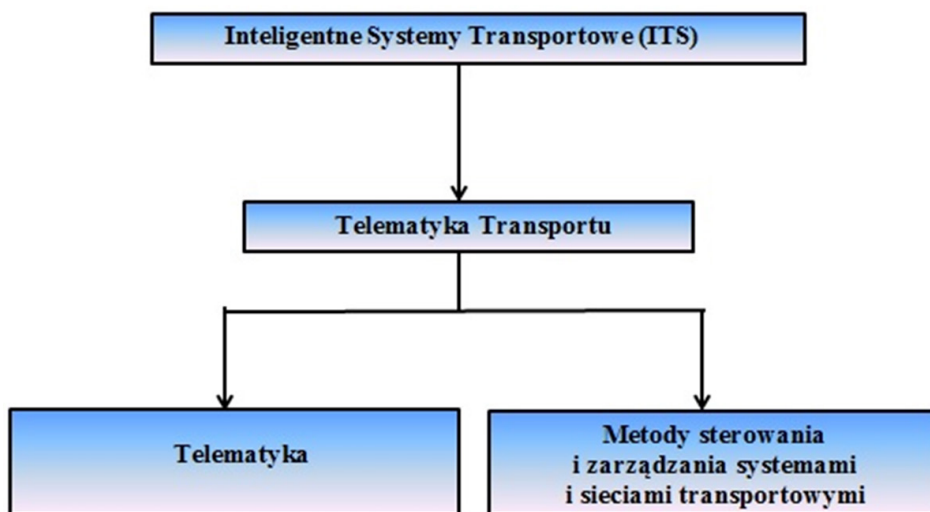 Inteligentne Systemy Transportowe (ITS)
Telematyka Transportu
Telematyka
Metody sterowania
i zarządzania systemami
i sieciami transportowymi